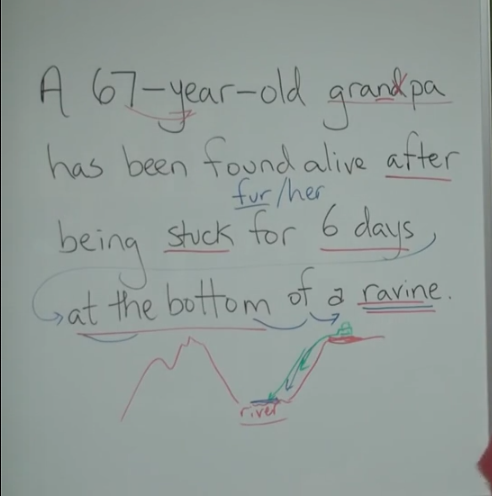 A 67-year-old grandpa
has been found alive after
fur/her
being stuck for 6 days,
at the bottom of a ravine.
river